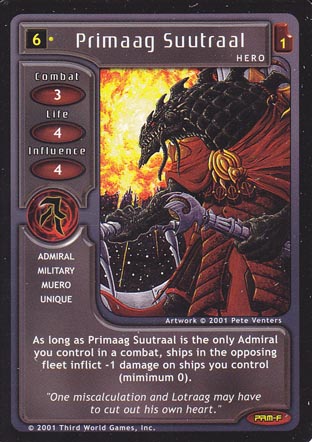 6 Primaag Suutraal 1
HERO
Combat
3
Life
4
Influence
4
ADMIRAL
MILITARY
MUERO
UNIQUE
Artwork © 2001 Pete Venters
As long as Primaag Suutraal is the only Admiral
you control in a combat, ships in the opposing
fleet inflict -1 damage on ships you control
(minimum 0).
"One miscalculation and Lotraag may have
to cut out his own heart."
© 2001 Third World Games, Inc.
PRM-F